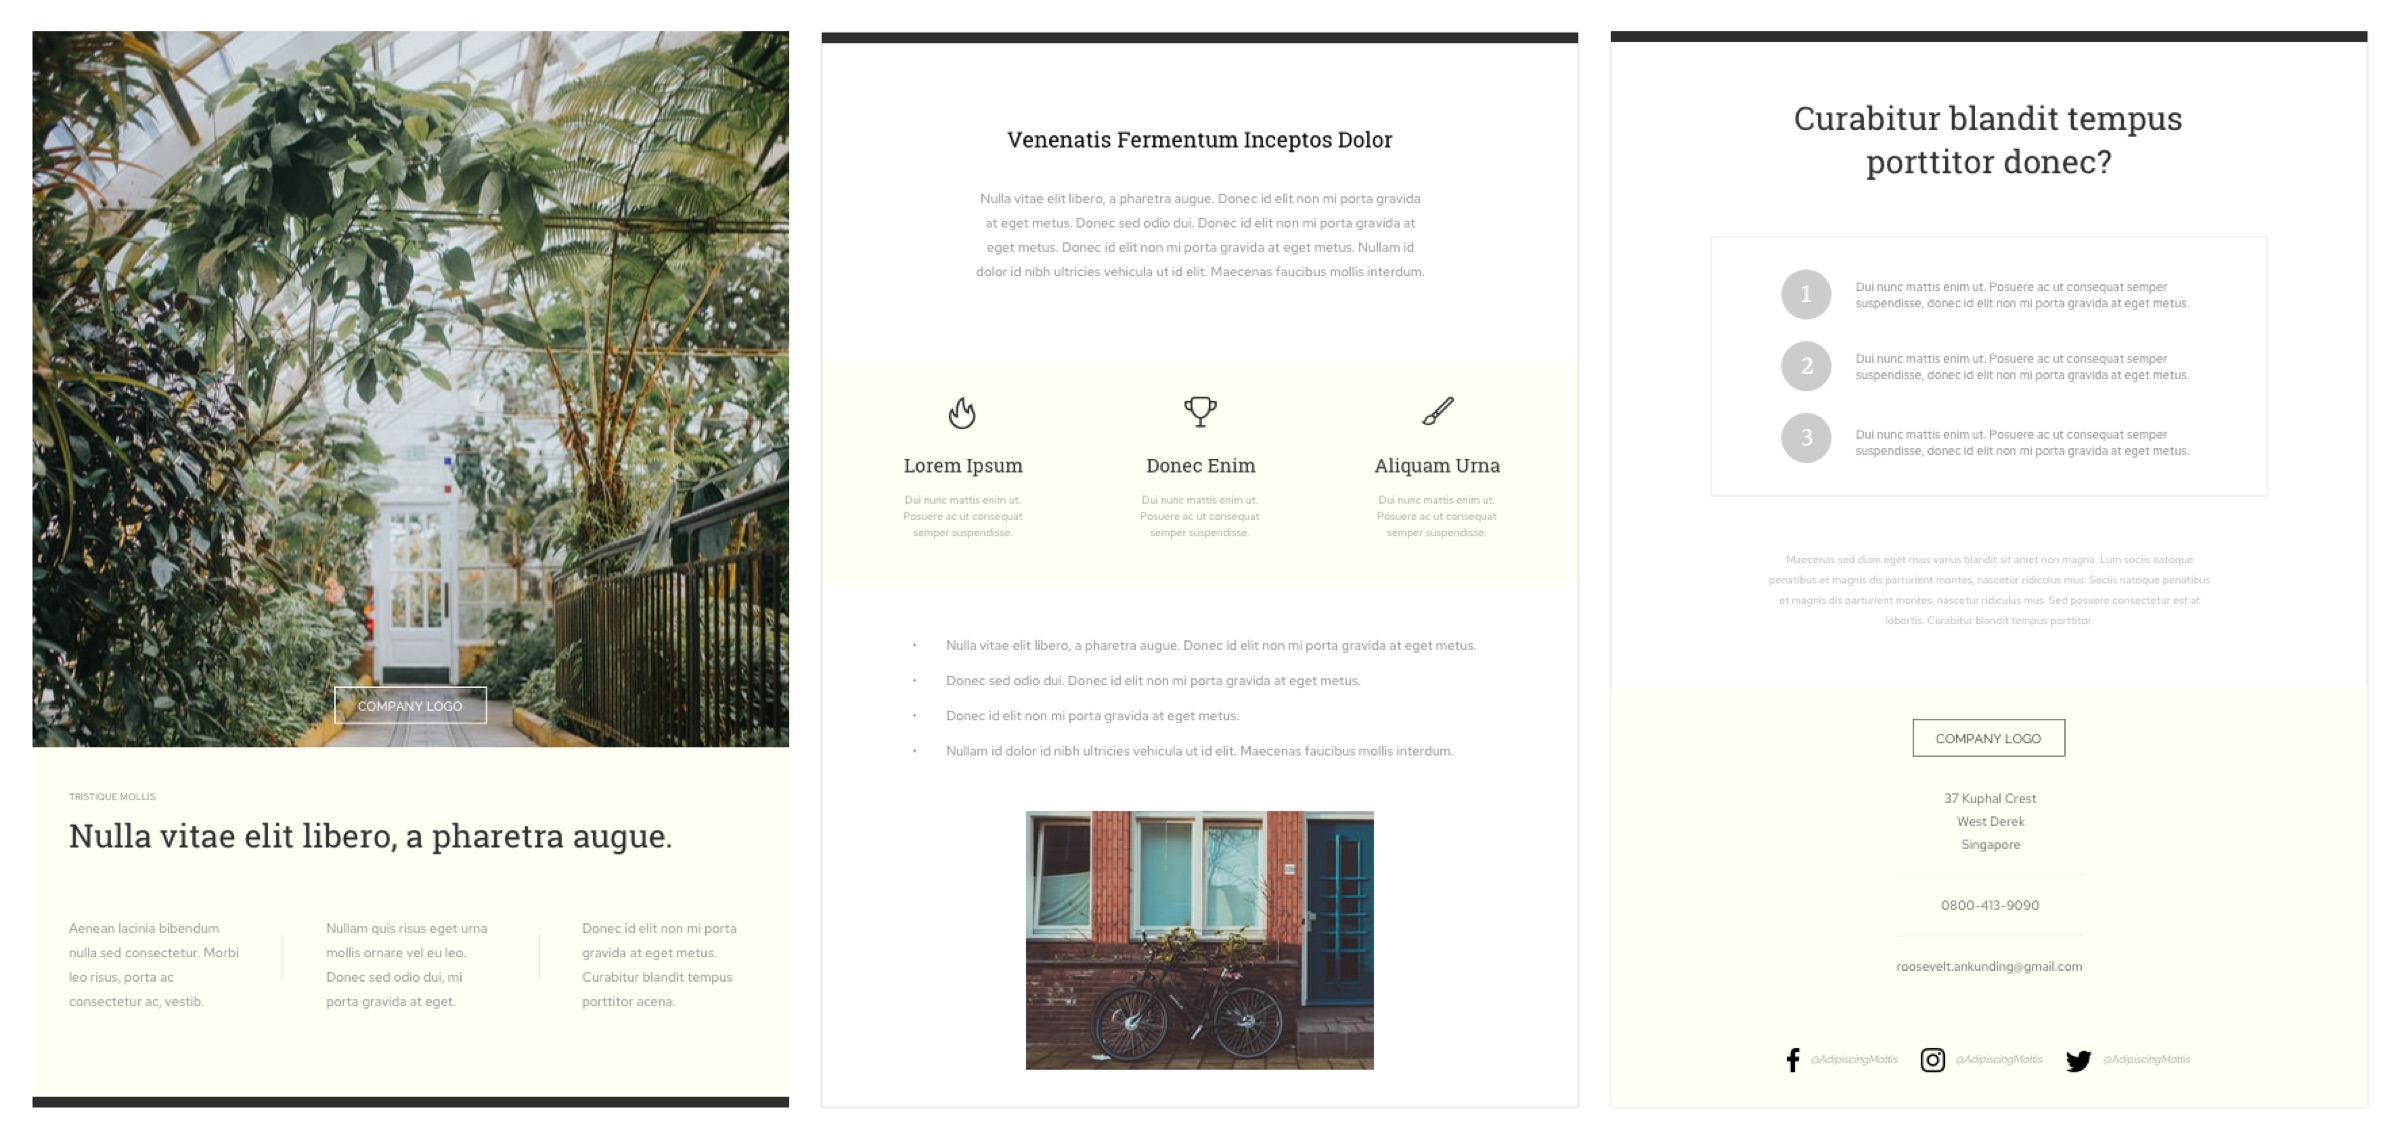 COMPANY LOGO
TRISTIQUE MOLLIS
Nulla vitae elit libero, a pharetra augue.
Aenean lacinia bibendum
nulla sed consectetur. Morbi
leo risus, porta ac
consectetur ac, vestib.
Nullam quis risus eget urna
mollis ornare vel eu leo.
Donec sed odio dui, mi
porta gravida at eget.
Donec id elit non mi porta
gravida at eget metus.
Curabitur blandit tempus
porttitor acena.
Venenatis Fermentum Inceptos Dolor
Nulla vitae elit libero, a pharetra augue. Donec id elit non mi porta gravida
at eget metus. Donec sed odio dui. Donec id elit non mi porta gravida at
eget metus. Donec id elit non mi porta gravida at eget metus. Nullam id
dolor id nibh ultricies vehicula ut id elit. Maecenas faucibus mollis interdum.
Lorem Ipsum
Dui nunc mattis enim ut.
Posuere ac ut consequat
semper suspendisse.
Donec Enim
Dui nunc mattis enim ut.
Posuere ac ut consequat
semper suspendisse.
Aliquam Urna
Dui nunc mattis enim ut.
Posuere ac ut consequat
semper suspendisse.
• Nulla vitae elit libero, a pharetra augue. Donec id elit non mi porta gravida at eget metus.
• Donec sed odio dui. Donec id elit non mi porta gravida at eget metus.
• Donec id elit non mi porta gravida at eget metus.
• Nullam id dolor id nibh ultricies vehicula ut id elit. Maecenas faucibus mollis interdum.
Curabitur blandit tempus
porttitor donec?
1
Dui nunc mattis enim ut. Posuere ac ut consequat semper
suspendisse, donec id elit non mi porta gravida at eget metus.
2
Dui nunc mattis enim ut. Posuere ac ut consequat semper
suspendisse, donec id elit non mi porta gravida at eget metus.
3
Dui nunc mattis enim ut. Posuere ac ut consequat semper
suspendisse, donec id elit non mi porta gravida at eget metus.
Maecenas sed diam eget risus varius blandit sit amet non magna. Lum sociis natoque
penatibus et magnis dis parturient montes, nascetur ridiculus mus. Sociis natoque penatibus
et magnis dis parturient montes, nascetur ridiculus mus. Sed posuere consectetur est at
lobortis. Curabitur blandit tempus porttitor.
COMPANY LOGO
37 Kuphal Crest
West Derek
Singapore
0800-413-9090
roosevelt.ankunding@gmail.com
@AdipiscingMattis
@AdipiscingMattis
@AdipiscingMattis